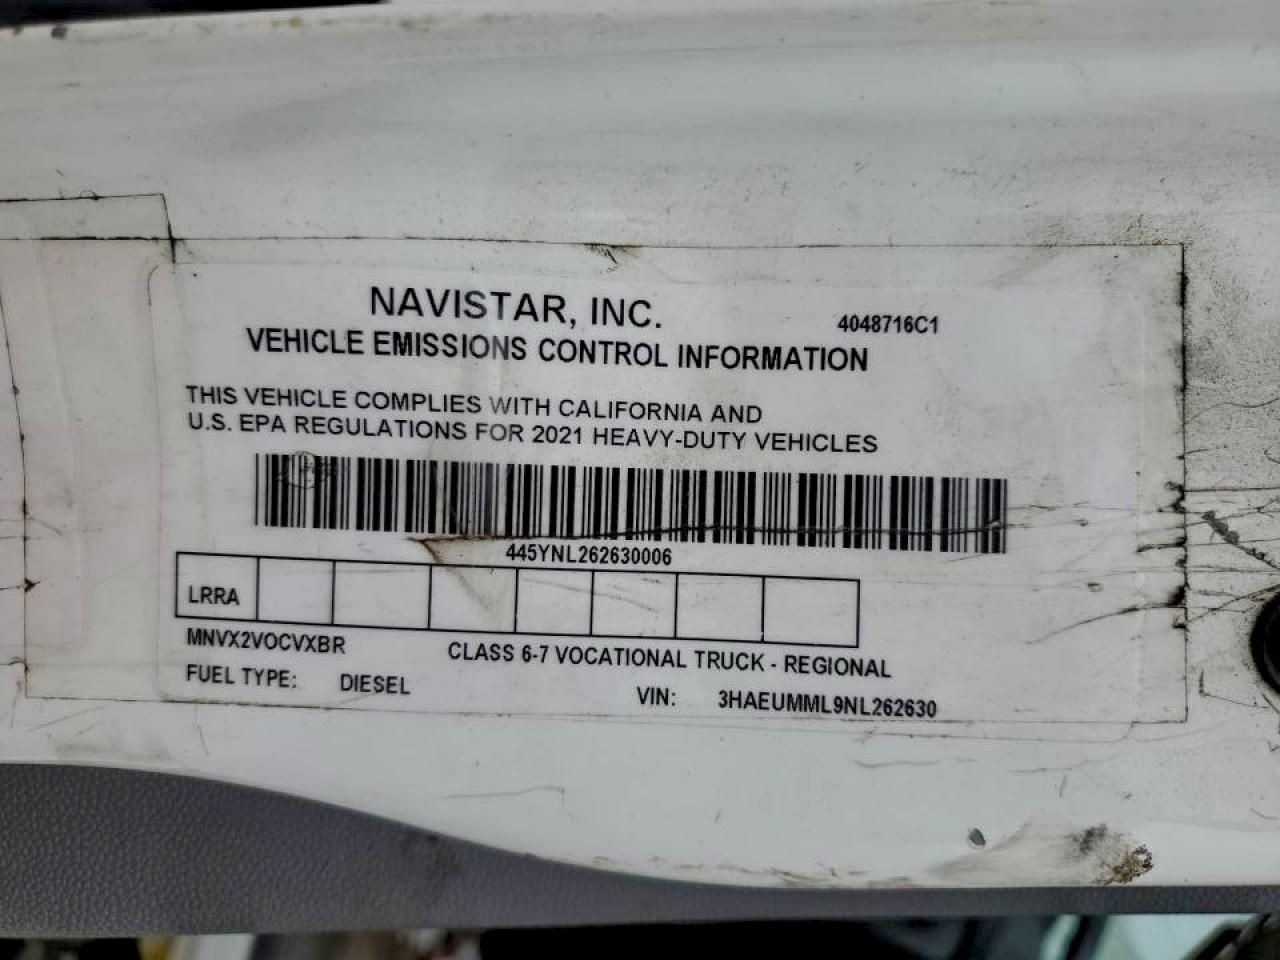 NAVISTAR, INC.
4048716C1
VEHICLE EMISSIONS CONTROL INFORMATION
THIS VEHICLE COMPLIES WITH CALIFORNIA AND
U.S. EPA REGULATIONS FOR 2021 HEAVY-DUTY VEHICLES
445YNL262630006
LRRA
MNVX2VOCVXBR
CLASS 6-7 VOCATIONAL TRUCK - REGIONAL
FUEL TYPE: DIESEL
VIN: 3HAEUMML9NL262630